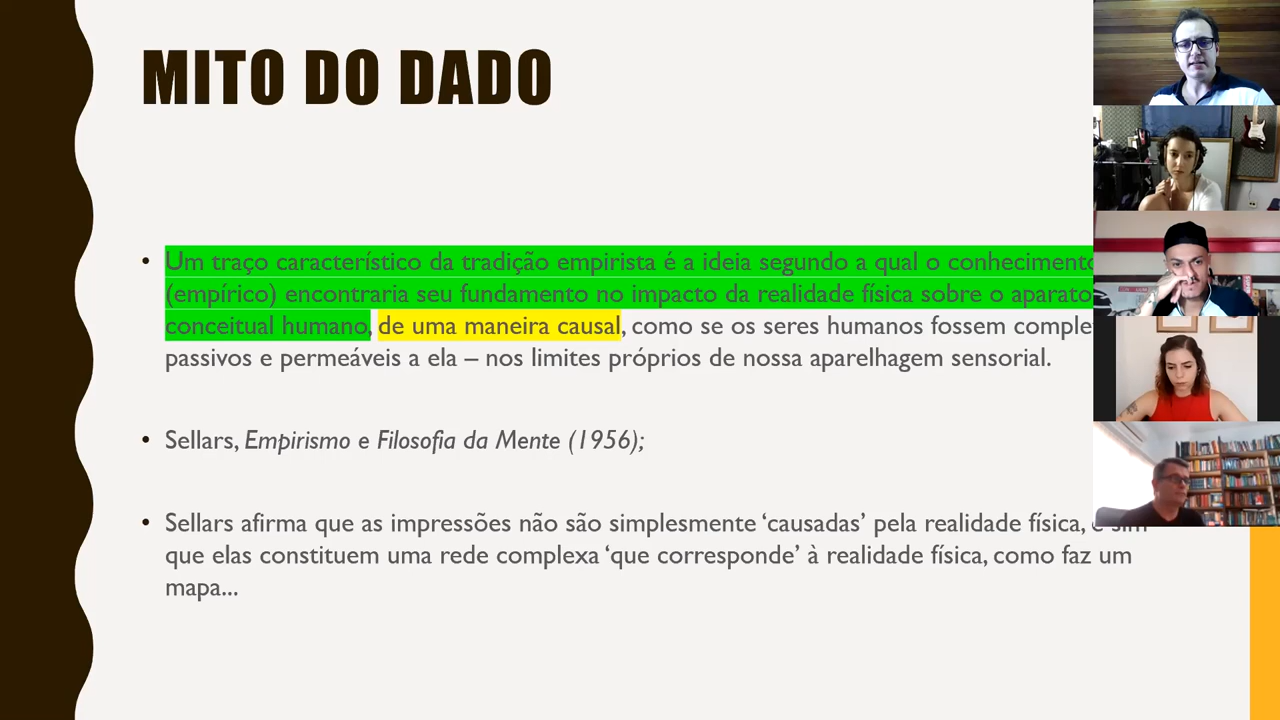 MITO DO DADO
• Um traço característico da tradição empirista é a ideia segundo a qual o conhecimento
(empírico) encontraria seu fundamento no impacto da realidade física sobre o aparato
conceitual humano, de uma maneira causal, como se os seres humanos fossem
passivos e permeáveis a ela – nos limites próprios de nossa aparelhagem sensorial.
• Sellars, Empirismo e Filosofia da Mente (1956);
• Sellars afirma que as impressões não são simplesmente ‘causadas’ pela realidade física, e sim
que elas constituem uma rede complexa ‘que corresponde’ à realidade física, como faz um
mapa...